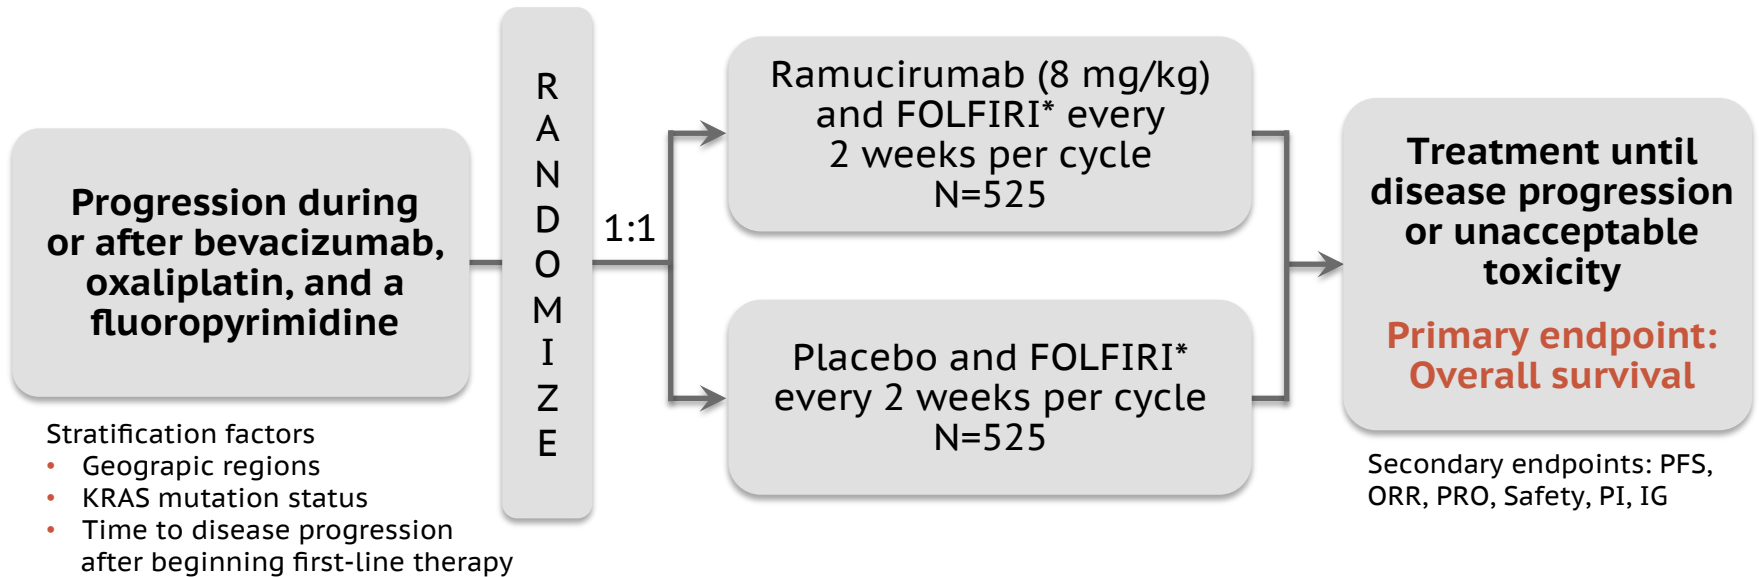 Progression during
or after bevacizumab,
oxaliplatin, and a
fluoropyrimidine
Stratification factors
• Geograpic regions
• KRAS mutation status
• Time to disease progression
after beginning first-line therapy
R
A
N
D
O
M
I
Z
E
1:1
Ramucirumab (8 mg/kg)
and FOLFIRI* every
2 weeks per cycle
N=525
Placebo and FOLFIRI*
every 2 weeks per cycle
N=525
Treatment until
disease progression
or unacceptable
toxicity
Primary endpoint:
Overall survival
Secondary endpoints: PFS,
ORR, PRO, Safety, PI, IG